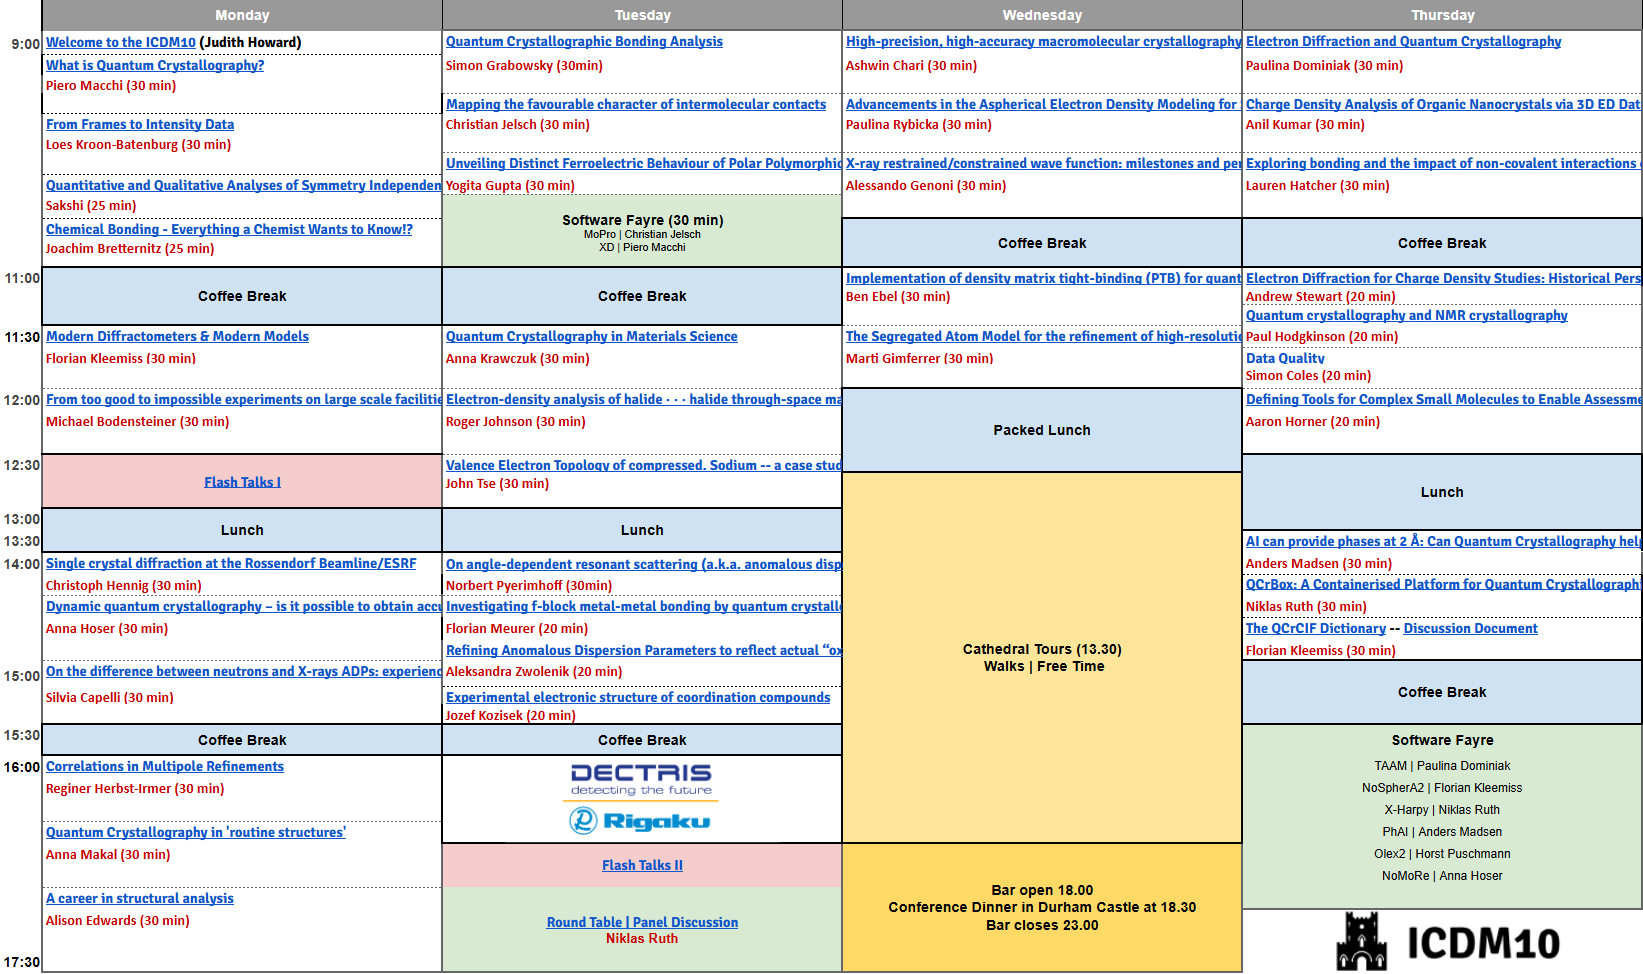 Monday
Tuesday
Wednesday
Thursday
9:00
11:00
11:30
12:00
12:30
13:00
13:30
14:00
15:00
15:30
16:00
17:30
Welcome to the ICDM10 (Judith Howard)
What is Quantum Crystallography?
Piero Macchi (30 min)
From Frames to Intensity Data
Loes Kroon-Batenburg (30 min)
Quantitative and Qualitative Analyses of Symmetry Independen
Sakshi (25 min)
Chemical Bonding - Everything a Chemist Wants to Know!?
Joachim Bretternitz (25 min)
Coffee Break
Modern Diffractometers & Modern Models
Florian Kleemiss (30 min)
From too good to impossible experiments on large scale facilitie
Michael Bodensteiner (30 min)
Flash Talks I
Lunch
Single crystal diffraction at the Rossendorf Beamline/ESRF
Christoph Hennig (30 min)
Dynamic quantum crystallography – is it possible to obtain accu
Anna Hoser (30 min)
On the difference between neutrons and X-rays ADPs: experienc
Silvia Capelli (30 min)
Coffee Break
Correlations in Multipole Refinements
Reginer Herbst-Irmer (30 min)
Quantum Crystallography in 'routine structures'
Anna Makal (30 min)
A career in structural analysis
Alison Edwards (30 min)
Quantum Crystallographic Bonding Analysis
Simon Grabowsky (30min)
Mapping the favourable character of intermolecular contacts
Christian Jelsch (30 min)
Unveiling Distinct Ferroelectric Behaviour of Polar Polymorphic
Yogita Gupta (30 min)
Software Fayre (30 min)
MoPro | Christian Jelsch
XD | Piero Macchi
Coffee Break
Quantum Crystallography in Materials Science
Anna Krawczuk (30 min)
Electron-density analysis of halide · · · halide through-space ma
Roger Johnson (30 min)
Valence Electron Topology of compressed. Sodium -- a case stud
John Tse (30 min)
Lunch
On angle-dependent resonant scattering (a.k.a. anomalous disp
Norbert Pyerimhoff (30min)
Investigating f-block metal-metal bonding by quantum crystall
Florian Meurer (20 min)
Refining Anomalous Dispersion Parameters to reflect actual “ox
Aleksandra Zwolenik (20 min)
Experimental electronic structure of coordination compounds
Jozef Kozisek (20 min)
Coffee Break
DECTRIS
detecting the future
Rigaku
Flash Talks II
Round Table | Panel Discussion
Niklas Ruth
High-precision, high-accuracy macromolecular crystallography
Ashwin Chari (30 min)
Advancements in the Aspherical Electron Density Modeling for
Paulina Rybicka (30 min)
X-ray restrained/constrained wave function: milestones and per
Alessando Genoni (30 min)
Coffee Break
Implementation of density matrix tight-binding (PTB) for quant
Ben Ebel (30 min)
The Segregated Atom Model for the refinement of high-resolutio
Marti Gimferrer (30 min)
Packed Lunch
Cathedral Tours (13.30)
Walks | Free Time
Bar open 18.00
Conference Dinner in Durham Castle at 18.30
Bar closes 23.00
Electron Diffraction and Quantum Crystallography
Paulina Dominiak (30 min)
Charge Density Analysis of Organic Nanocrystals via 3D ED Dat
Anil Kumar (30 min)
Exploring bonding and the impact of non-covalent interactions
Lauren Hatcher (30 min)
Coffee Break
Electron Diffraction for Charge Density Studies: Historical Pers
Andrew Stewart (20 min)
Quantum crystallography and NMR crystallography
Paul Hodgkinson (20 min)
Data Quality
Simon Coles (20 min)
Defining Tools for Complex Small Molecules to Enable Assessme
Aaron Horner (20 min)
Lunch
AI can provide phases at 2 Å: Can Quantum Crystallography help
Anders Madsen (30 min)
QCrBox: A Containerised Platform for Quantum Crystallographi
Niklas Ruth (30 min)
The QCrCIF Dictionary -- Discussion Document
Florian Kleemiss (30 min)
Coffee Break
Software Fayre
TAAM | Paulina Dominiak
NoSpherA2 | Florian Kleemiss
X-Harpy | Niklas Ruth
PhAI | Anders Madsen
Olex2 | Horst Puschmann
NoMoRe | Anna Hoser
ICDM10